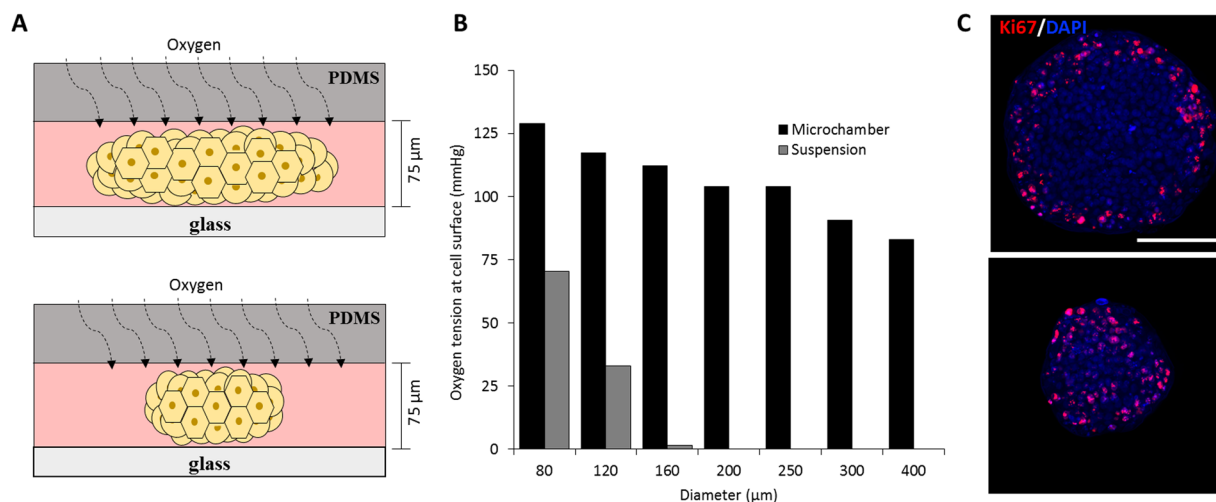 A
Oxygen
PDMS
75 µm
glass
Oxygen
PDMS
75 µm
glass
B
150
125
100
75
50
25
0
Oxygen tension at cell surface (mmHg)
Microchamber
Suspension
80 120 160 200 250 300 400
Diameter (µm)
C
Ki67/DAPI